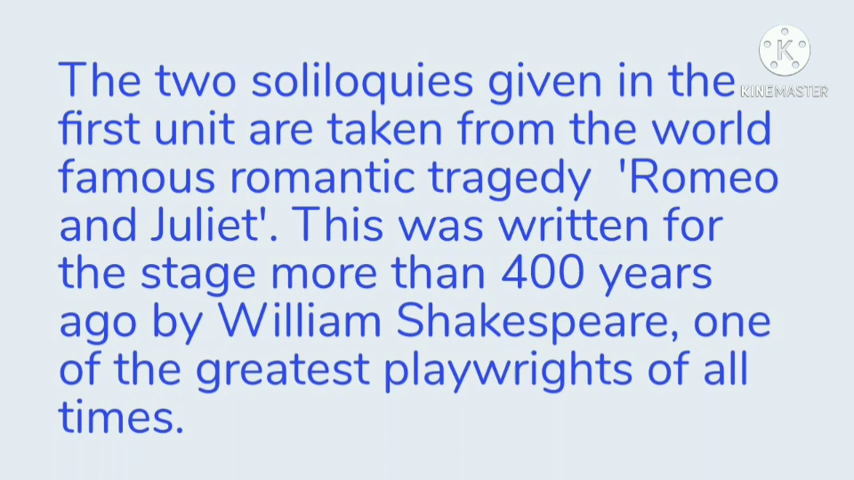 The two soliloquies given in the
first unit are taken from the world
famous romantic tragedy 'Romeo
and Juliet'. This was written for
the stage more than 400 years
ago by William Shakespeare, one
of the greatest playwrights of all
times.
K
KINEMASTER